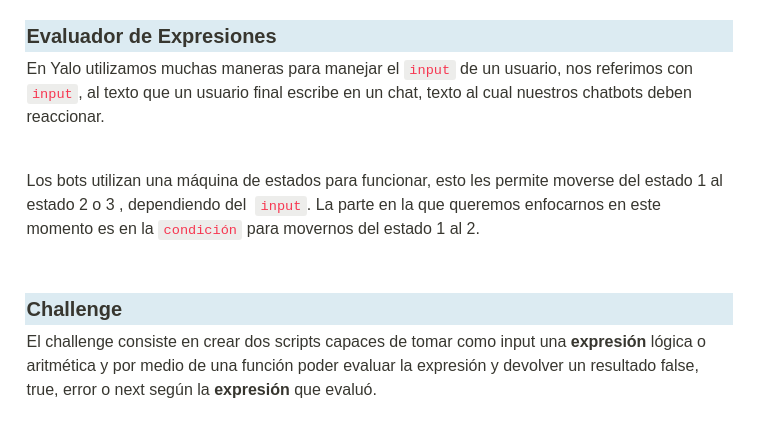 Evaluador de Expresiones
En Yalo utilizamos muchas maneras para manejar el input de un usuario, nos referimos con
input, al texto que un usuario final escribe en un chat, texto al cual nuestros chatbots deben
reaccionar.
Los bots utilizan una máquina de estados para funcionar, esto les permite moverse del estado 1 al
estado 2 o 3 , dependiendo del input. La parte en la que queremos enfocarnos en este
momento es en la condición para movernos del estado 1 al 2.
Challenge
El challenge consiste en crear dos scripts capaces de tomar como input una expresión lógica o
aritmética y por medio de una función poder evaluar la expresión y devolver un resultado false,
true, error o next según la expresión que evaluó.